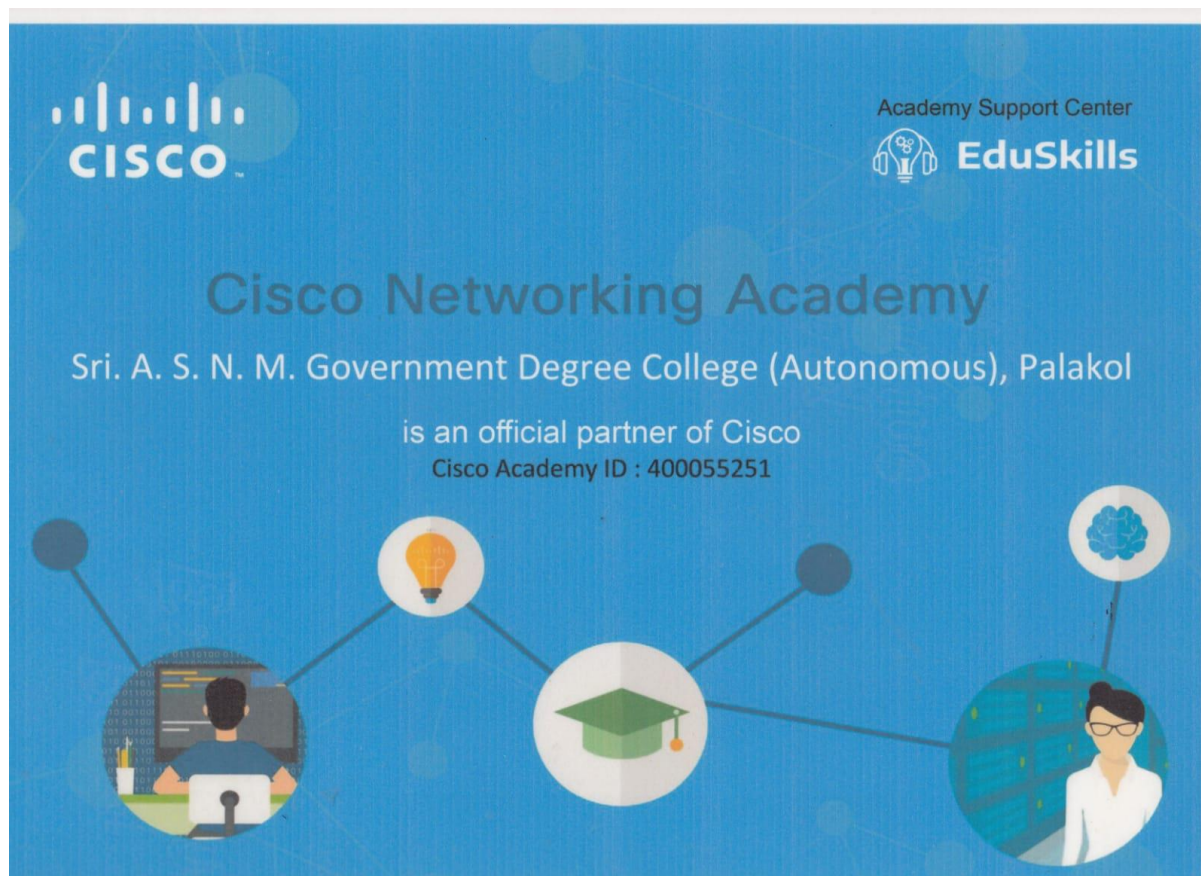 CISCO
Academy Support Center
EduSkills
Cisco Networking Academy
Sri. A. S. N. M. Government Degree College (Autonomous), Palakol
is an official partner of Cisco
Cisco Academy ID : 400055251